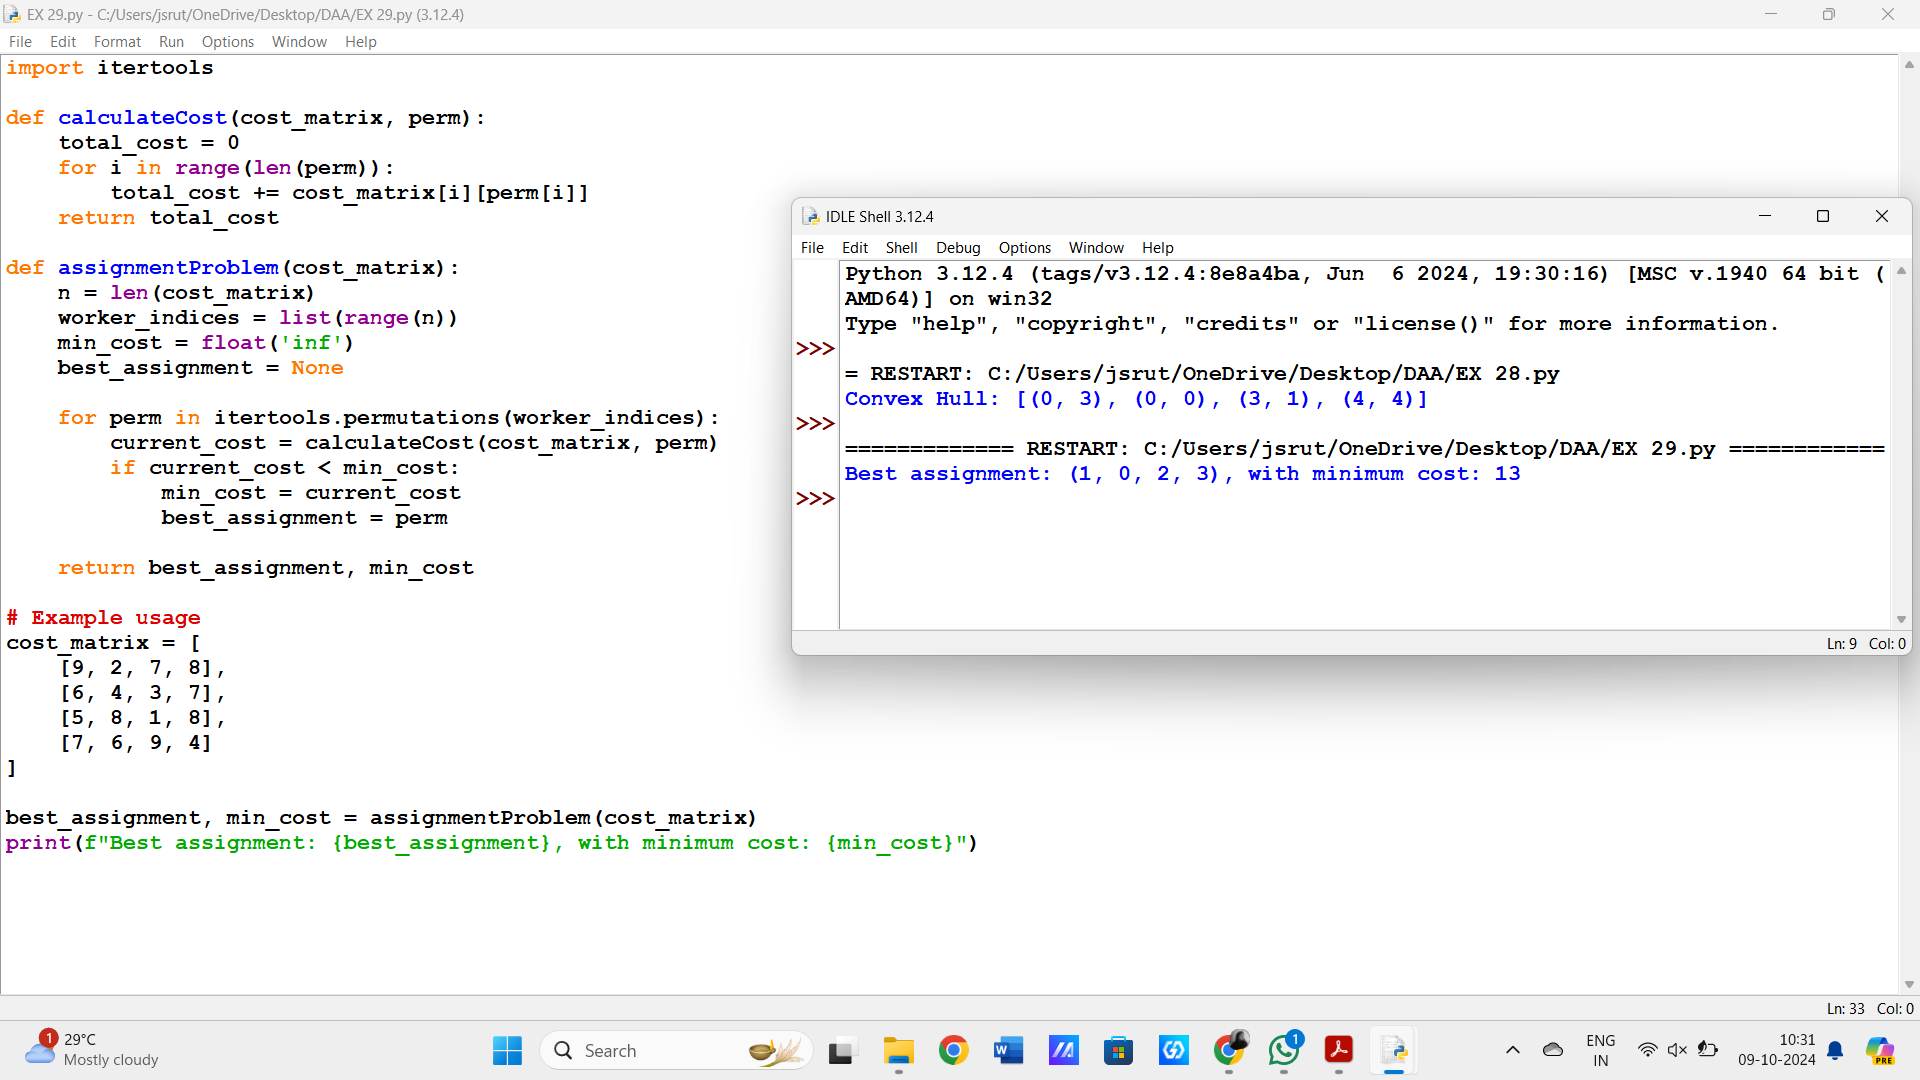 EX 29.py - C:/Users/jsrut/OneDrive/Desktop/DAA/EX 29.py (3.12.4)
File Edit Format Run Options Window Help
import itertools

def calculateCost(cost_matrix, perm):
    total_cost = 0
    for i in range(len(perm)):
        total_cost += cost_matrix[i][perm[i]]
    return total_cost

def assignmentProblem(cost_matrix):
    n = len(cost_matrix)
    worker_indices = list(range(n))
    min_cost = float('inf')
    best_assignment = None

    for perm in itertools.permutations(worker_indices):
        current_cost = calculateCost(cost_matrix, perm)
        if current_cost < min_cost:
            min_cost = current_cost
            best_assignment = perm

    return best_assignment, min_cost

# Example usage
cost_matrix = [
    [9, 2, 7, 8],
    [6, 4, 3, 7],
    [5, 8, 1, 8],
    [7, 6, 9, 4]
]

best_assignment, min_cost = assignmentProblem(cost_matrix)
print(f"Best assignment: {best_assignment}, with minimum cost: {min_cost}")
IDLE Shell 3.12.4
File Edit Shell Debug Options Window Help
Python 3.12.4 (tags/v3.12.4:8e8a4ba, Jun  6 2024, 19:30:16) [MSC v.1940 64 bit (
AMD64)] on win32
Type "help", "copyright", "credits" or "license()" for more information.
>>>
= RESTART: C:/Users/jsrut/OneDrive/Desktop/DAA/EX 28.py
Convex Hull: [(0, 3), (0, 0), (3, 1), (4, 4)]
>>>
============= RESTART: C:/Users/jsrut/OneDrive/Desktop/DAA/EX 29.py ============
Best assignment: (1, 0, 2, 3), with minimum cost: 13
>>>
Ln: 9 Col: 0
Ln: 33 Col: 0
1
29°C
Mostly cloudy
Search
W
1
ENG
IN
10:31
09-10-2024
PRE